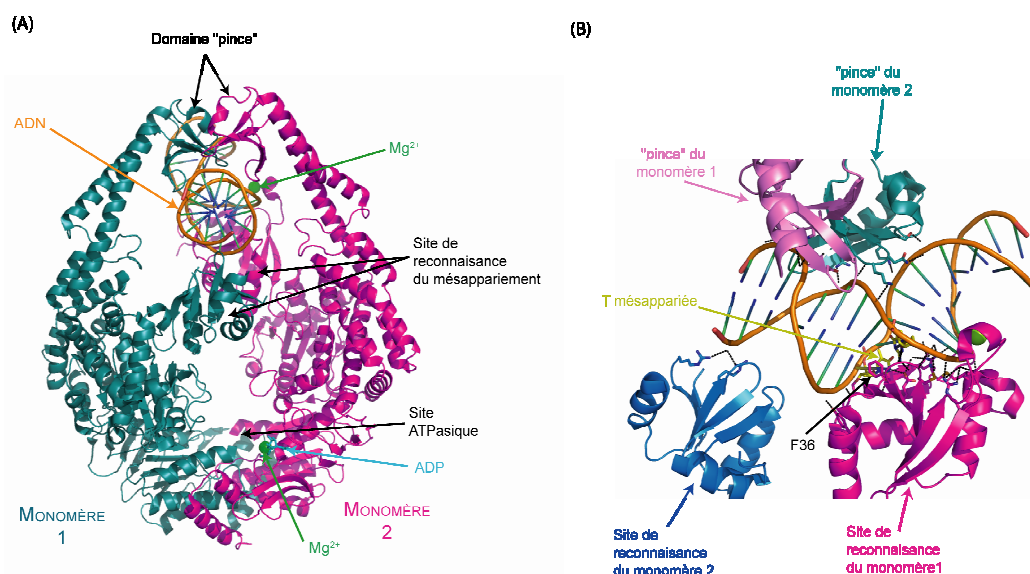 (A)
Domaine "pince"
ADN
Mg²⁺
Site de
reconnaisance
du mésappariement
Site
ATPasique
ADP
MONOMÈRE
1
MONOMÈRE
2
Mg²⁺
(B)
"pince" du
monomère 2
"pince" du
monomère 1
T mésappariée
F36
Site de
reconnaisance
du monomère 2
Site de
reconnaisance
du monomère1